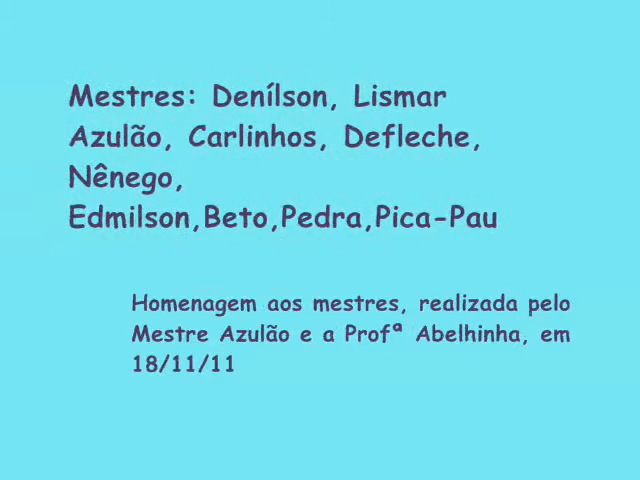 Mestres: Denílson, Lismar
Azulão, Carlinhos, Defleche,
Nênego,
Edmilson,Beto,Pedra,Pica-Pau
Homenagem aos mestres, realizada pelo
Mestre Azulão e a Profª Abelhinha, em
18/11/11